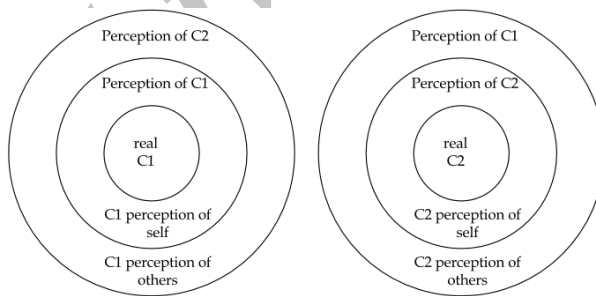 Perception of C2
Perception of C1
real
C1
C1 perception of
self
C1 perception of
others
Perception of C1
Perception of C2
real
C2
C2 perception of
self
C2 perception of
others